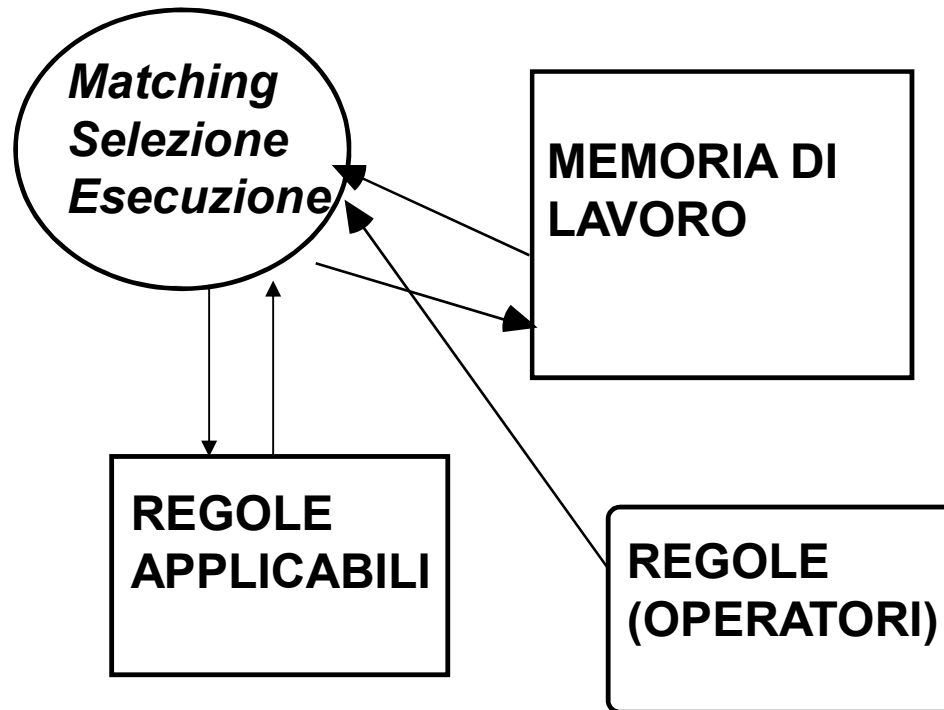 Matching
Selezione
Esecuzione
MEMORIA DI
LAVORO
REGOLE
APPLICABILI
REGOLE
(OPERATORI)